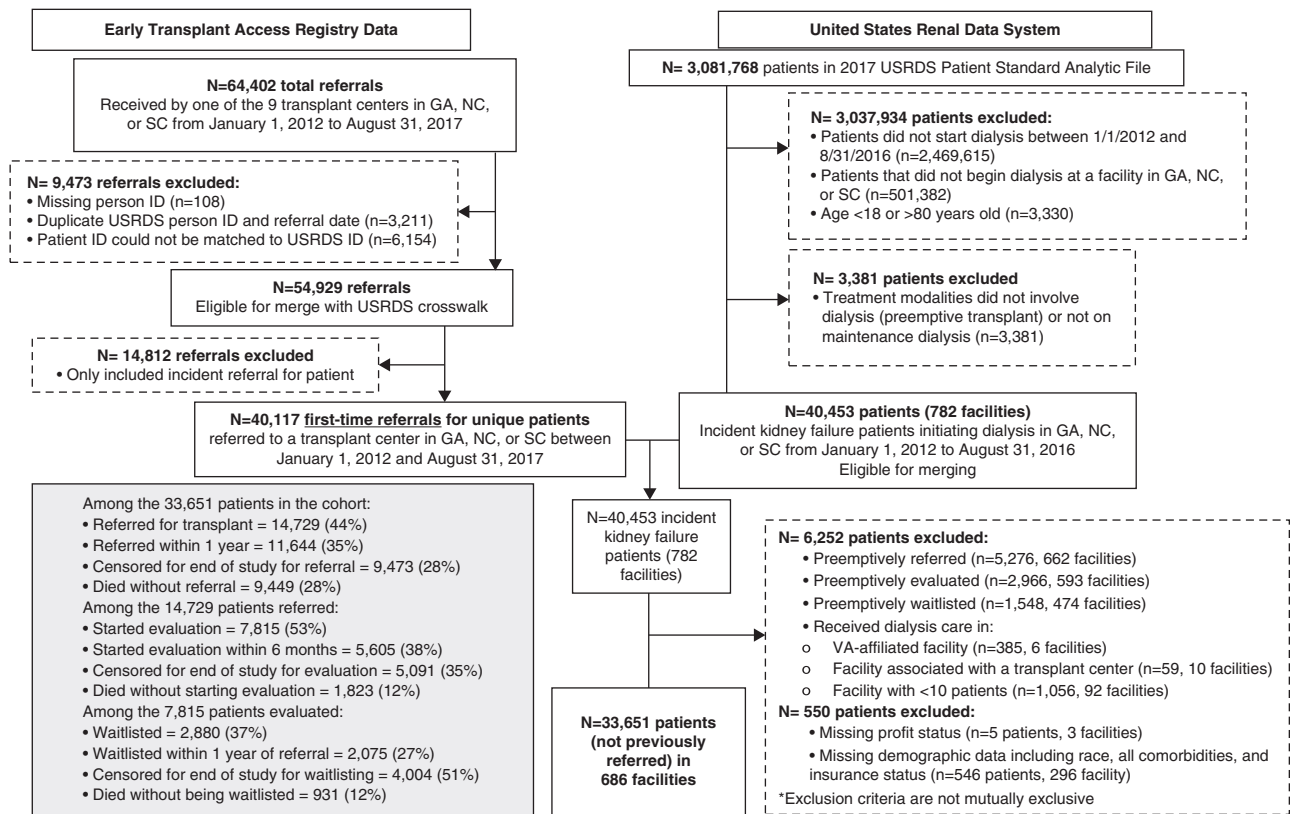 Early Transplant Access Registry Data
N=64,402 total referrals
Received by one of the 9 transplant centers in GA, NC,
or SC from January 1, 2012 to August 31, 2017
N= 9,473 referrals excluded:
• Missing person ID (n=108)
• Duplicate USRDS person ID and referral date (n=3,211)
• Patient ID could not be matched to USRDS ID (n=6,154)
N=54,929 referrals
Eligible for merge with USRDS crosswalk
N= 14,812 referrals excluded
• Only included incident referral for patient
N=40,117 first-time referrals for unique patients
referred to a transplant center in GA, NC, or SC between
January 1, 2012 and August 31, 2017
United States Renal Data System
N= 3,081,768 patients in 2017 USRDS Patient Standard Analytic File
N= 3,037,934 patients excluded:
• Patients did not start dialysis between 1/1/2012 and
8/31/2016 (n=2,469,615)
• Patients that did not begin dialysis at a facility in GA, NC,
or SC (n=501,382)
• Age <18 or >80 years old (n=3,330)
N= 3,381 patients excluded
• Treatment modalities did not involve
dialysis (preemptive transplant) or not on
maintenance dialysis (n=3,381)
N=40,453 patients (782 facilities)
Incident kidney failure patients initiating dialysis in GA, NC,
or SC from January 1, 2012 to August 31, 2016
Eligible for merging
N=40,453 incident
kidney failure
patients (782
facilities)
N= 6,252 patients excluded:
• Preemptively referred (n=5,276, 662 facilities)
• Preemptively evaluated (n=2,966, 593 facilities)
• Preemptively waitlisted (n=1,548, 474 facilities)
• Received dialysis care in:
o VA-affiliated facility (n=385, 6 facilities)
o Facility associated with a transplant center (n=59, 10 facilities)
o Facility with <10 patients (n=1,056, 92 facilities)
N= 550 patients excluded:
• Missing profit status (n=5 patients, 3 facilities)
• Missing demographic data including race, all comorbidities, and
insurance status (n=546 patients, 296 facility)
*Exclusion criteria are not mutually exclusive
N=33,651 patients
(not previously
referred) in
686 facilities
Among the 33,651 patients in the cohort:
• Referred for transplant = 14,729 (44%)
• Referred within 1 year = 11,644 (35%)
• Censored for end of study for referral = 9,473 (28%)
• Died without referral = 9,449 (28%)
Among the 14,729 patients referred:
• Started evaluation = 7,815 (53%)
• Started evaluation within 6 months = 5,605 (38%)
• Censored for end of study for evaluation = 5,091 (35%)
• Died without starting evaluation = 1,823 (12%)
Among the 7,815 patients evaluated:
• Waitlisted = 2,880 (37%)
• Waitlisted within 1 year of referral = 2,075 (27%)
• Censored for end of study for waitlisting = 4,004 (51%)
• Died without being waitlisted = 931 (12%)